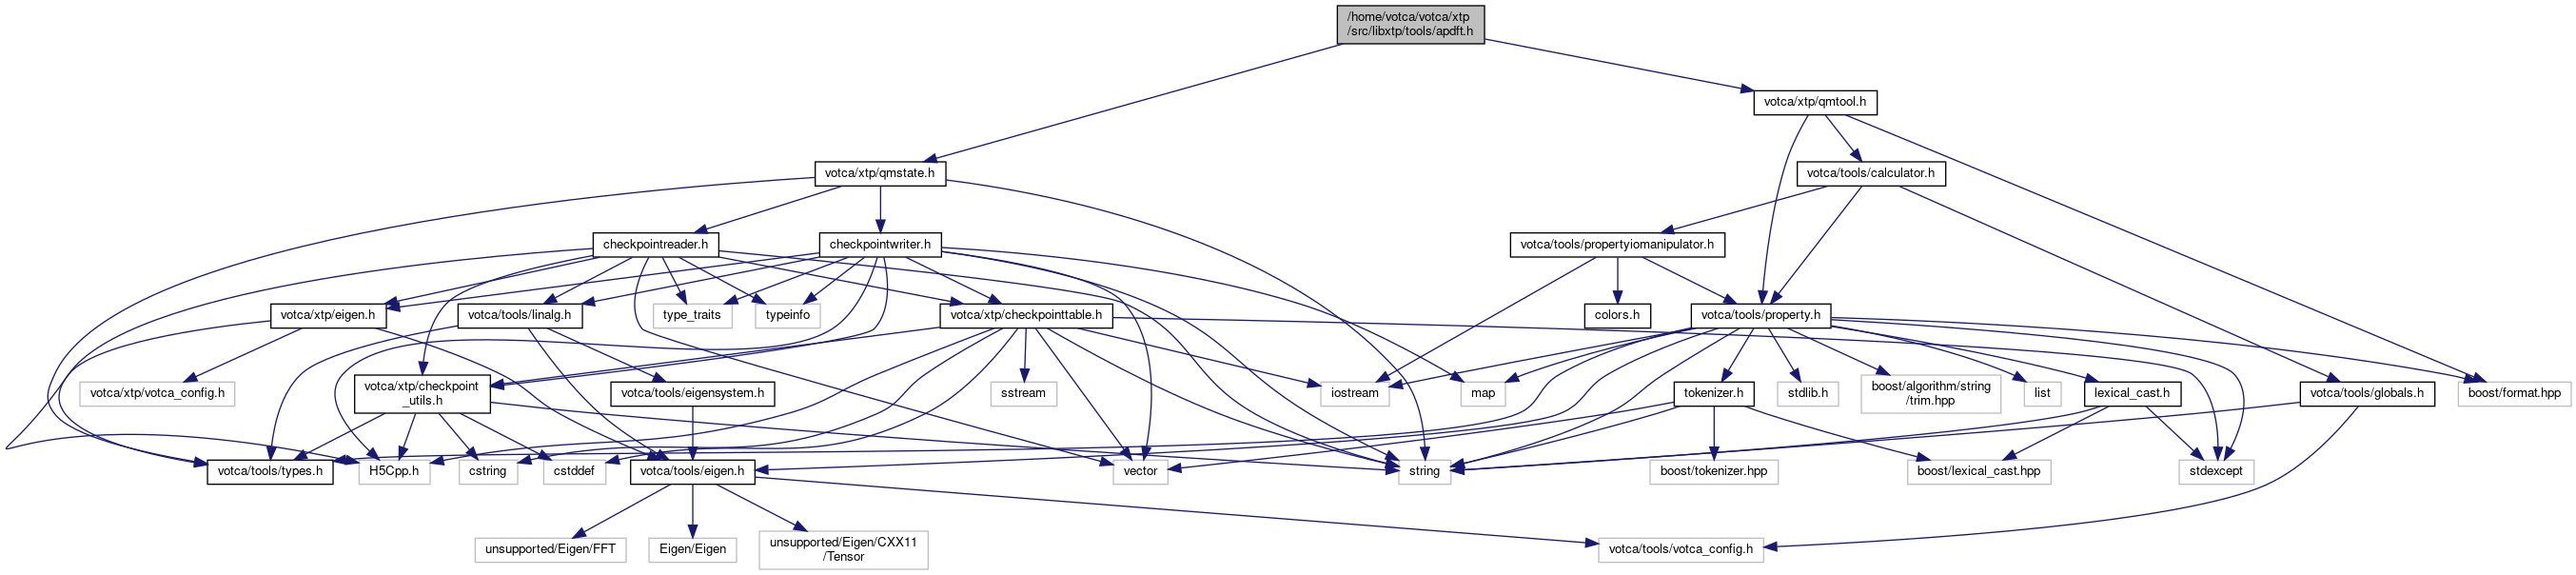 /home/votca/votca/xtp
/src/libxtp/tools/apdft.h
votca/xtp/qmtool.h
votca/xtp/qmstate.h
votca/tools/calculator.h
checkpointreader.h
checkpointwriter.h
votca/tools/propertyiomanipulator.h
votca/xtp/eigen.h
votca/tools/linalg.h
type_traits
typeinfo
votca/xtp/checkpointtable.h
colors.h
votca/tools/property.h
votca/xtp/votca_config.h
votca/xtp/checkpoint
_utils.h
votca/tools/eigensystem.h
sstream
iostream
map
tokenizer.h
stdlib.h
boost/algorithm/string
/trim.hpp
list
lexical_cast.h
votca/tools/globals.h
boost/format.hpp
votca/tools/types.h
H5Cpp.h
cstring
cstddef
votca/tools/eigen.h
vector
string
boost/tokenizer.hpp
boost/lexical_cast.hpp
stdexcept
unsupported/Eigen/FFT
Eigen/Eigen
unsupported/Eigen/CXX11
/Tensor
votca/tools/votca_config.h